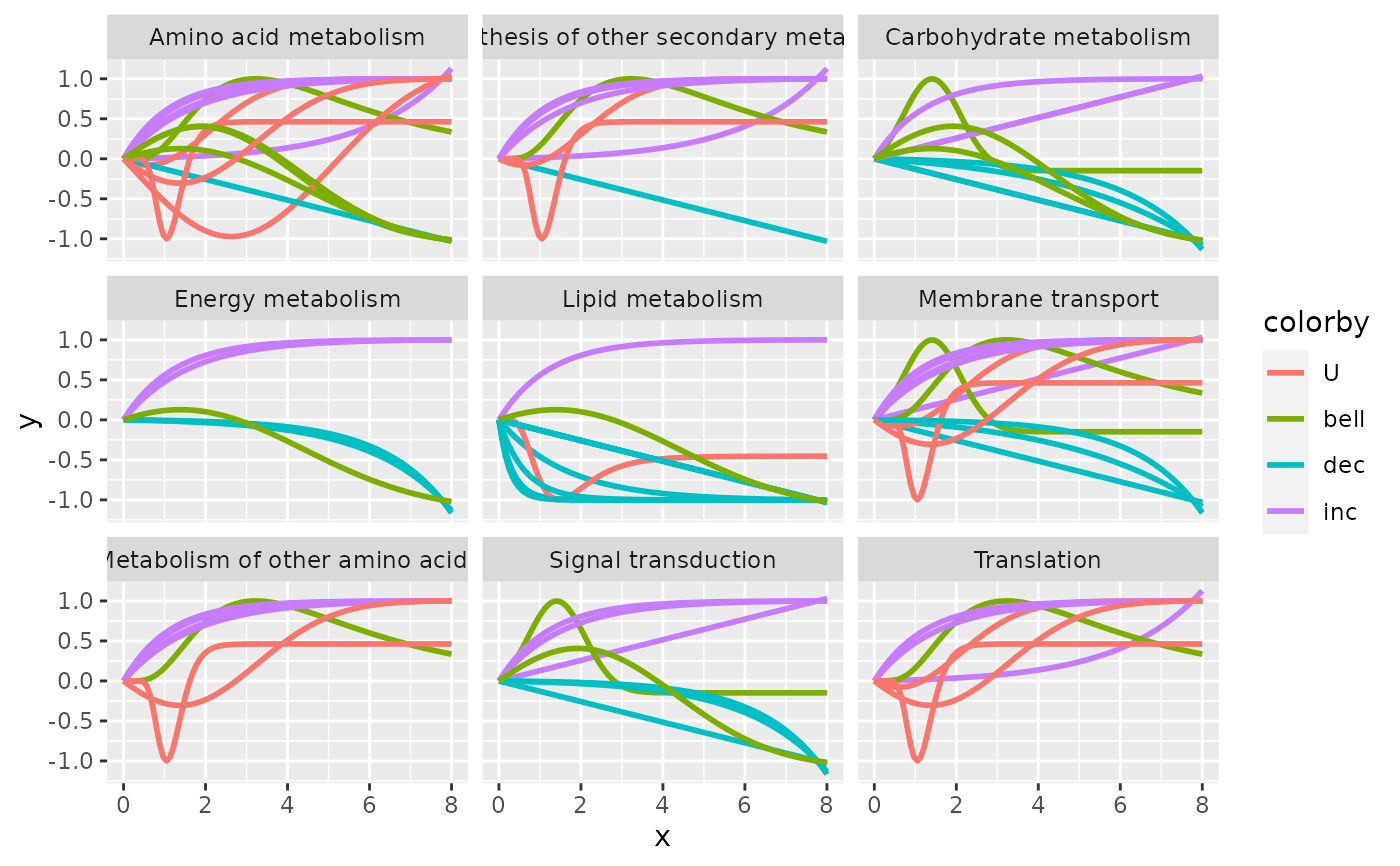 Amino acid metabolism
thesis of other secondary meta
Carbohydrate metabolism
1.0
0.5
0.0
-0.5
-1.0
Energy metabolism
Lipid metabolism
Membrane transport
1.0
0.5
0.0
-0.5
-1.0
Metabolism of other amino acid
Signal transduction
Translation
1.0
0.5
0.0
-0.5
-1.0
0 2 4 6 8
0 2 4 6 8
0 2 4 6 8
x
y
colorby
U
bell
dec
inc